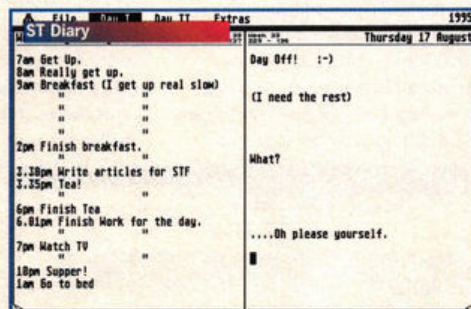 File Day I Day II Extras 1995
ST Diary
Thursday 17 August
7am Get Up.
8am Really get up.
9am Breakfast (I get up real slow)
" "
" "
" "
" "
2pm Finish breakfast.
" "
3.30pm Write articles for STF
3.35pm Tea!
" "
6pm Finish Tea
6.01pm Finish Work for the day.
" "
7pm Watch TV
" "
10pm Supper!
1am Go to bed
Day Off! :-)
(I need the rest)
What?
....Oh please yourself.